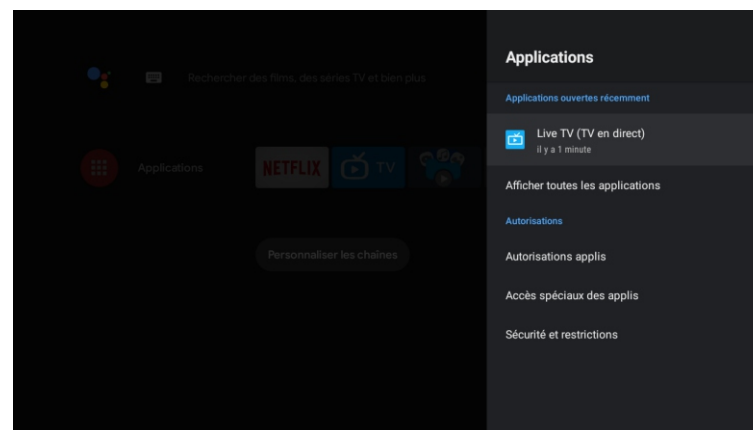 Rechercher des films, des séries TV et bien plus
Applications
NETFLIX
TV
Personnaliser les chaînes
Applications
Applications ouvertes récemment
Live TV (TV en direct)
il y a 1 minute
Afficher toutes les applications
Autorisations
Autorisations applis
Accès spéciaux des applis
Sécurité et restrictions